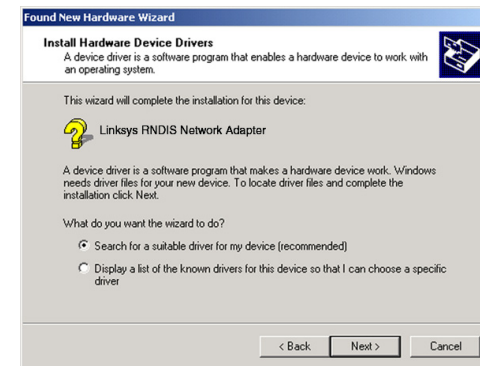 Found New Hardware Wizard
Install Hardware Device Drivers
A device driver is a software program that enables a hardware device to work with
an operating system.
This wizard will complete the installation for this device:
Linksys RNDIS Network Adapter
A device driver is a software program that makes a hardware device work. Windows
needs driver files for your new device. To locate driver files and complete the
installation click Next.
What do you want the wizard to do?
Search for a suitable driver for my device (recommended)
Display a list of the known drivers for this device so that I can choose a specific
driver
< Back Next > Cancel